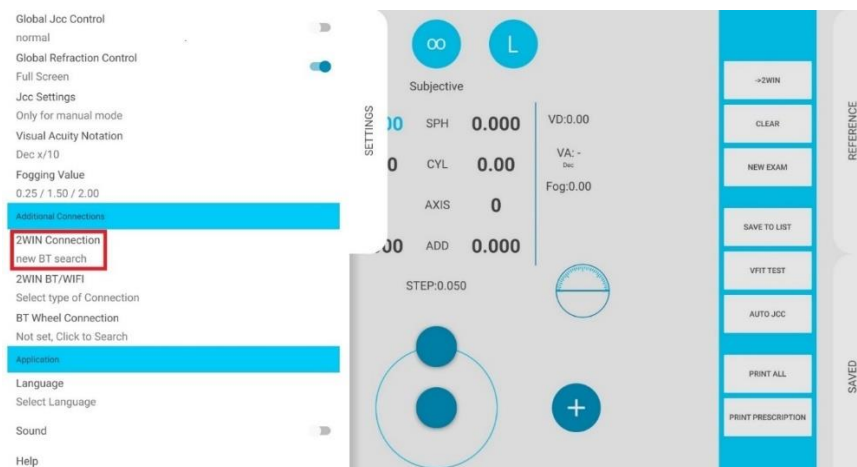 Global Jcc Control
normal
Global Refraction Control
Full Screen
Jcc Settings
Only for manual mode
Visual Acuity Notation
Dec x/10
Fogging Value
0.25 / 1.50 / 2.00
Additional Connections
2WIN Connection
new BT search
2WIN BT/WIFI
Select type of Connection
BT Wheel Connection
Not set, Click to Search
Application
Language
Select Language
Sound
Help
SETTINGS
∞ L
Subjective
00 SPH 0.000
0 CYL 0.00
AXIS 0
00 ADD 0.000
STEP:0.050
VD:0.00
VA: -
Dec
Fog:0.00
+
→2WIN
CLEAR
NEW EXAM
SAVE TO LIST
VFIT TEST
AUTO JCC
PRINT ALL
PRINT PRESCRIPTION
REFERENCE
SAVED